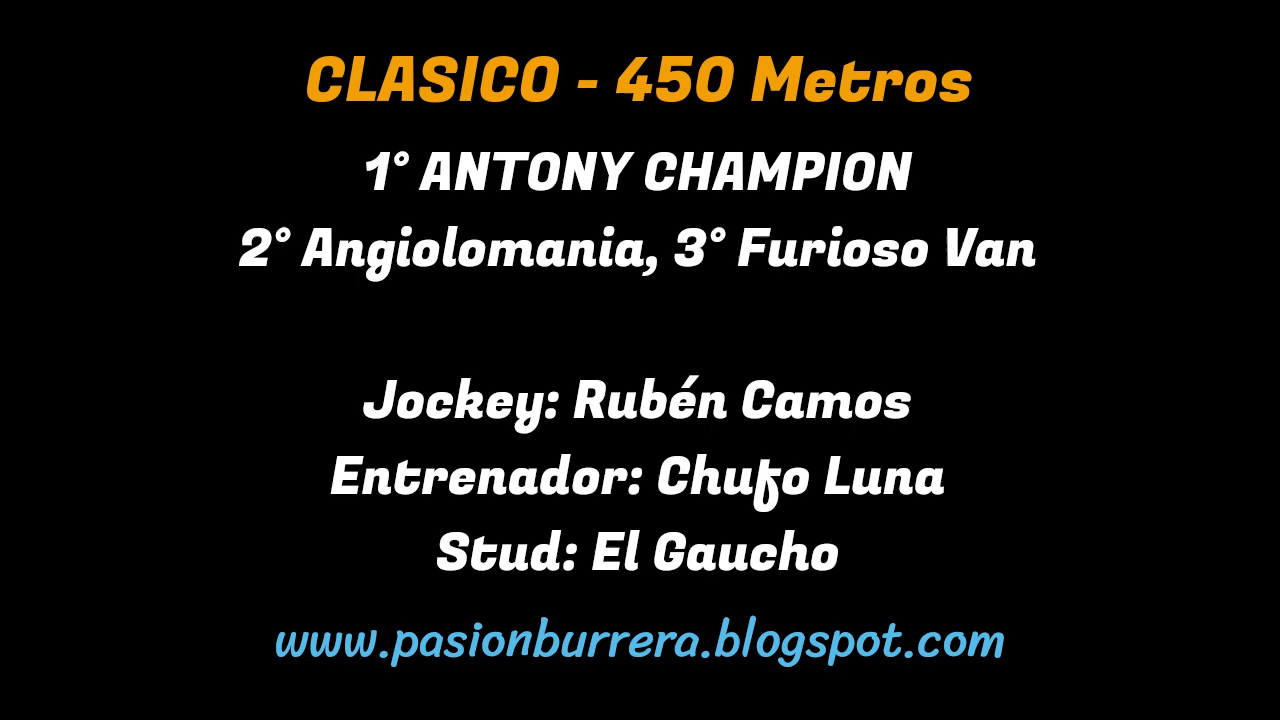 CLASICO - 450 Metros
1° ANTONY CHAMPION
2° Angiolomania, 3° Furioso Van
Jockey: Rubén Camos
Entrenador: Chufo Luna
Stud: El Gaucho
www.pasionburrera.blogspot.com